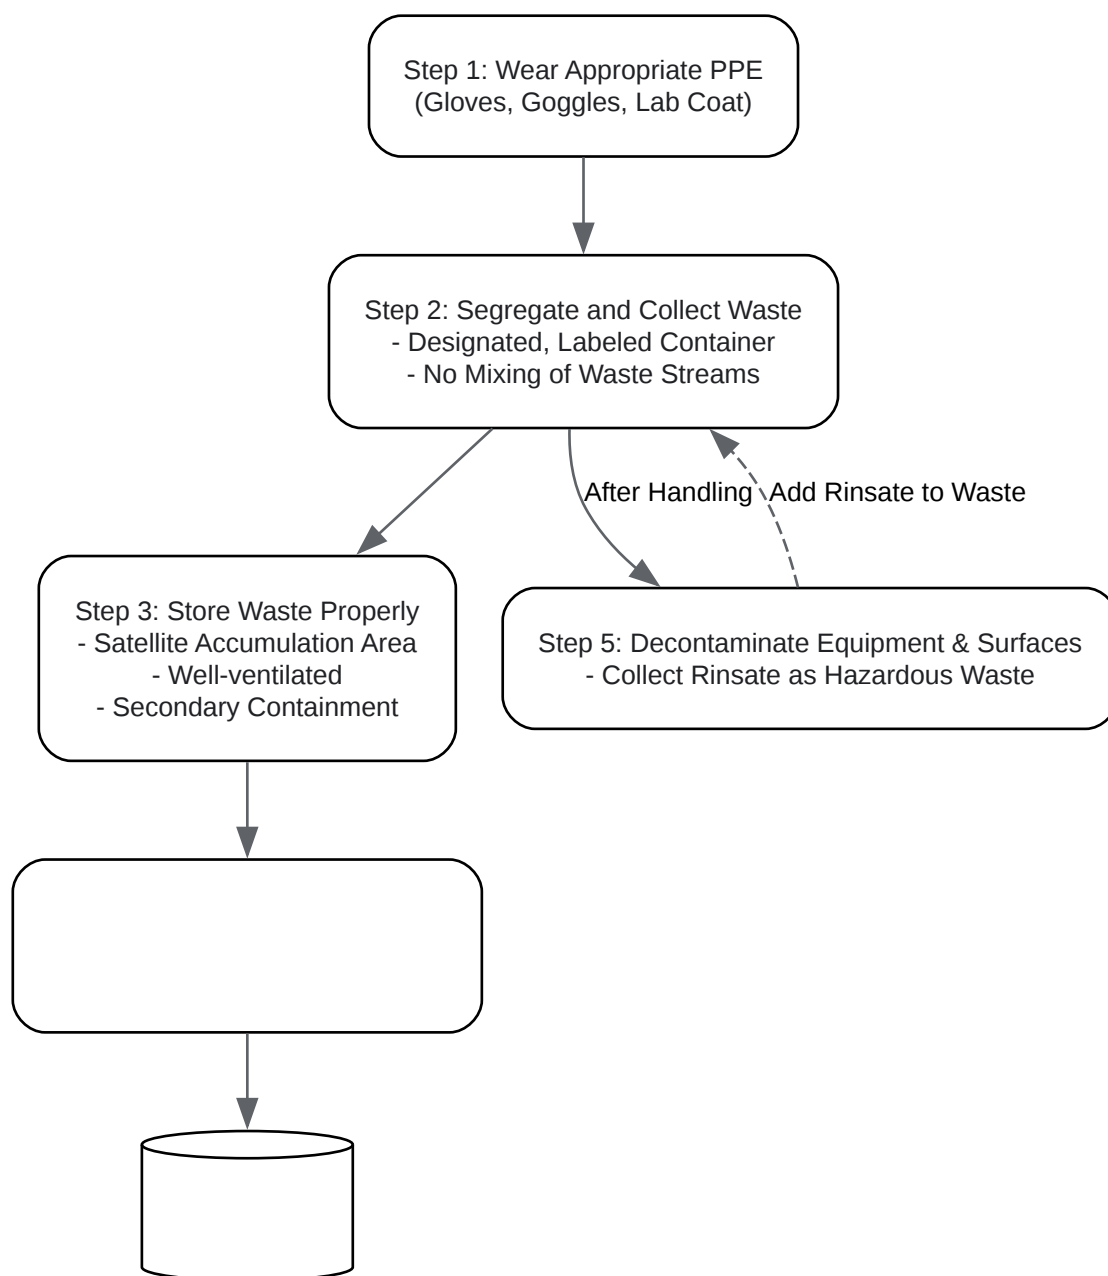 Step 1: Wear Appropriate PPE
(Gloves, Goggles, Lab Coat)
Step 2: Segregate and Collect Waste
- Designated, Labeled Container
- No Mixing of Waste Streams
After Handling
Add Rinsate to Waste
Step 3: Store Waste Properly
- Satellite Accumulation Area
- Well-ventilated
- Secondary Containment
Step 5: Decontaminate Equipment & Surfaces
- Collect Rinsate as Hazardous Waste